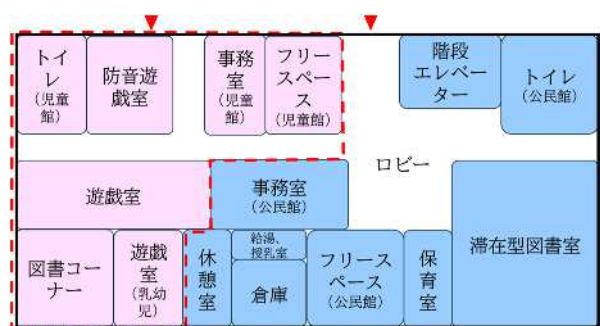 トイ
レ
(児童
館)
防音遊
戯室
事務
室
(児童
館)
フリー
スペー
ス
(児童館)
階段
エレベー
ター
トイレ
(公民館)
ロビー
遊戯室
事務室
(公民館)
滞在型図書室
図書コー
ナー
遊戯
室
(乳幼
児)
休
憩
室
給湯、
授乳室
倉庫
フリース
ペース
(公民館)
保
育
室